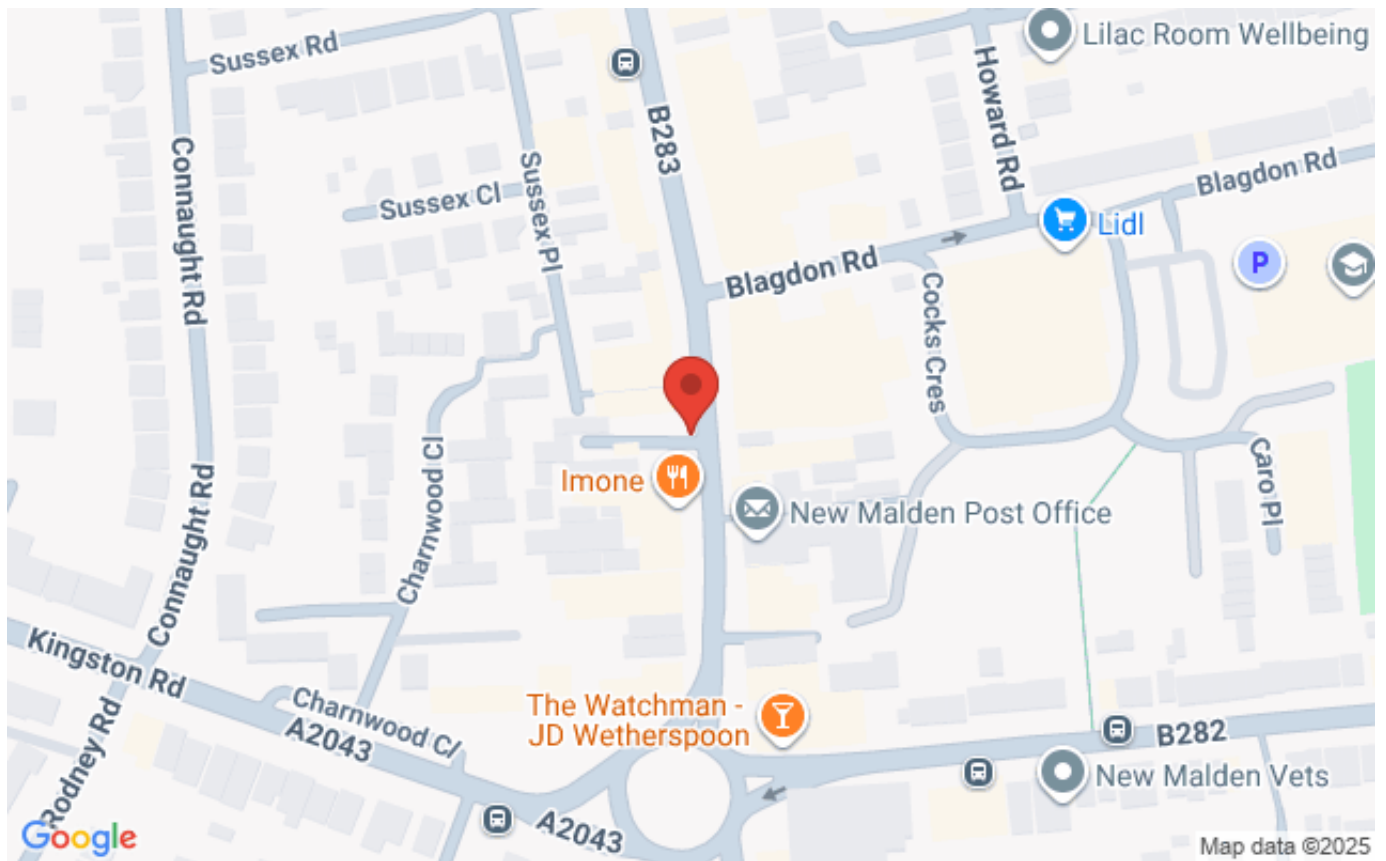 Sussex Rd
Lilac Room Wellbeing
Howard Rd
B283
Connaught Rd
Sussex Cl
Sussex Pl
Blagdon Rd
Lidl
P
Blagdon Rd
Cocks Cres
Imone
New Malden Post Office
Charnwood Cl
Caro Pl
Connaught Rd
Kingston Rd
Rodney Rd
Charnwood Cl
A2043
The Watchman -
JD Wetherspoon
B282
New Malden Vets
A2043
Google
Map data ©2025